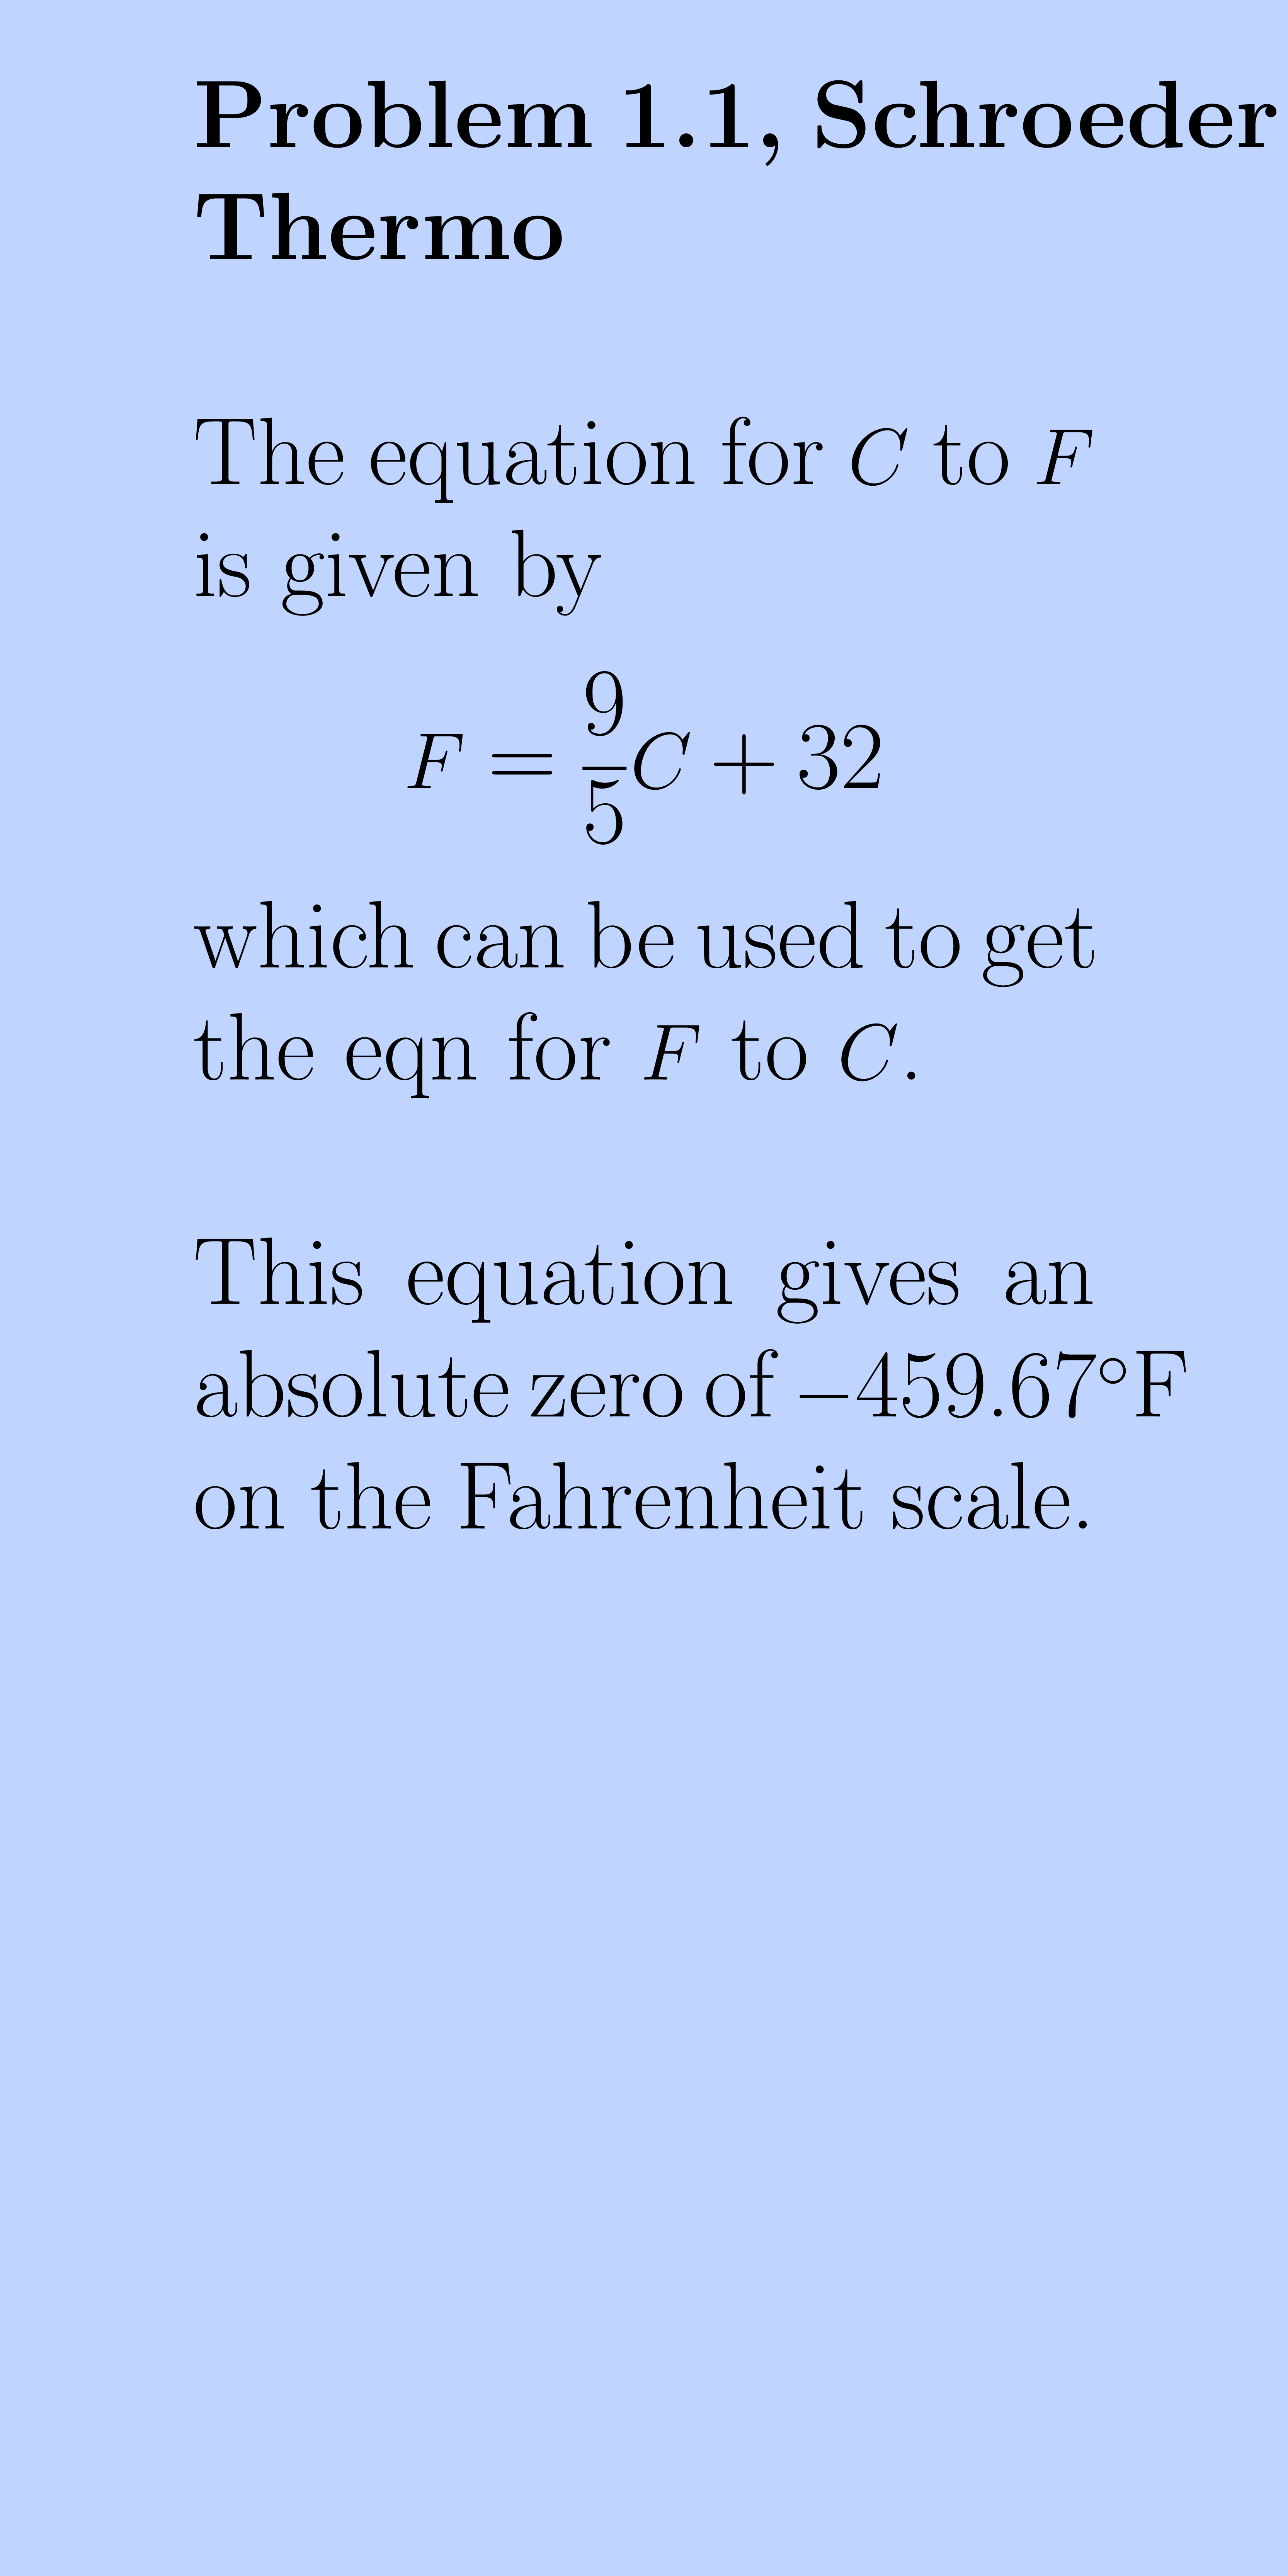 Problem 1.1, Schroeder
Thermo
The equation for C to F
is given by
F = \frac{9}{5}C + 32
which can be used to get
the eqn for F to C.
This equation gives an
absolute zero of −459.67°F
on the Fahrenheit scale.